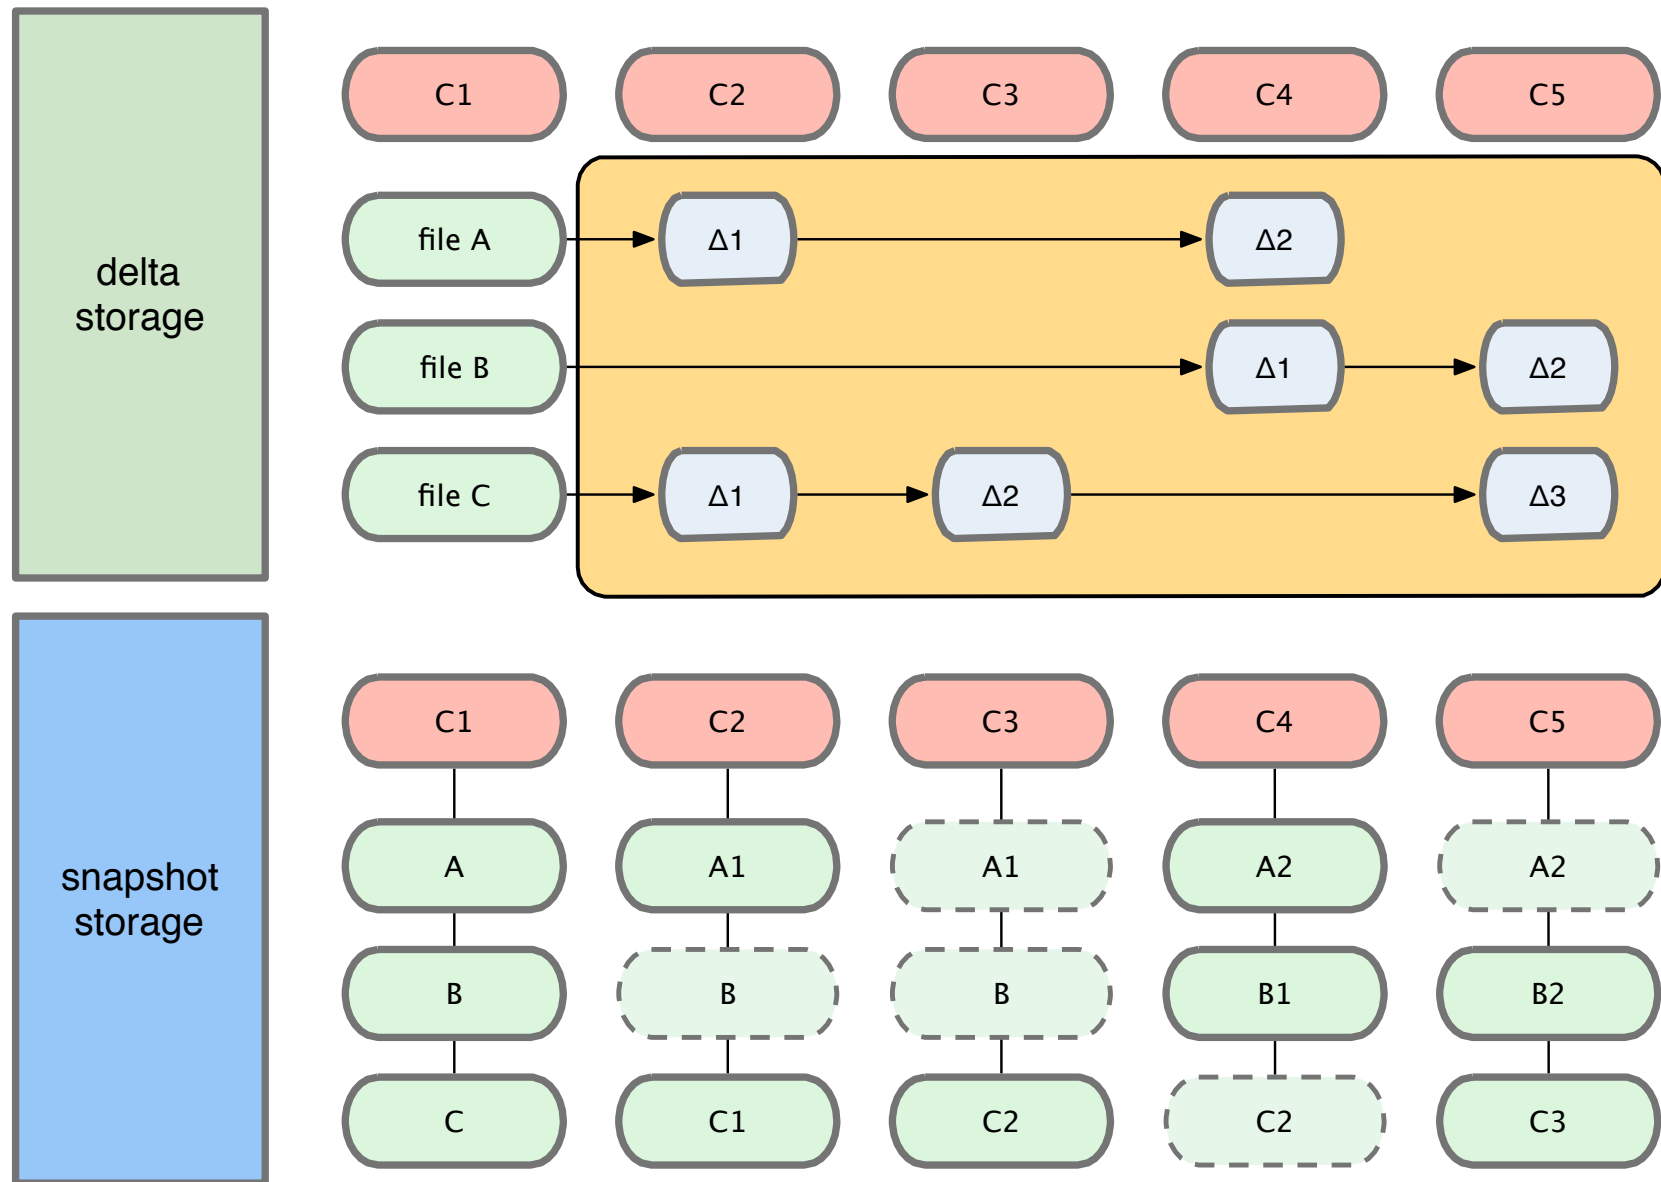 delta
storage
C1 C2 C3 C4 C5
file A Δ1 Δ2
file B Δ1 Δ2
file C Δ1 Δ2 Δ3
snapshot
storage
C1 C2 C3 C4 C5
A A1 A1 A2 A2
B B B B1 B2
C C1 C2 C2 C3